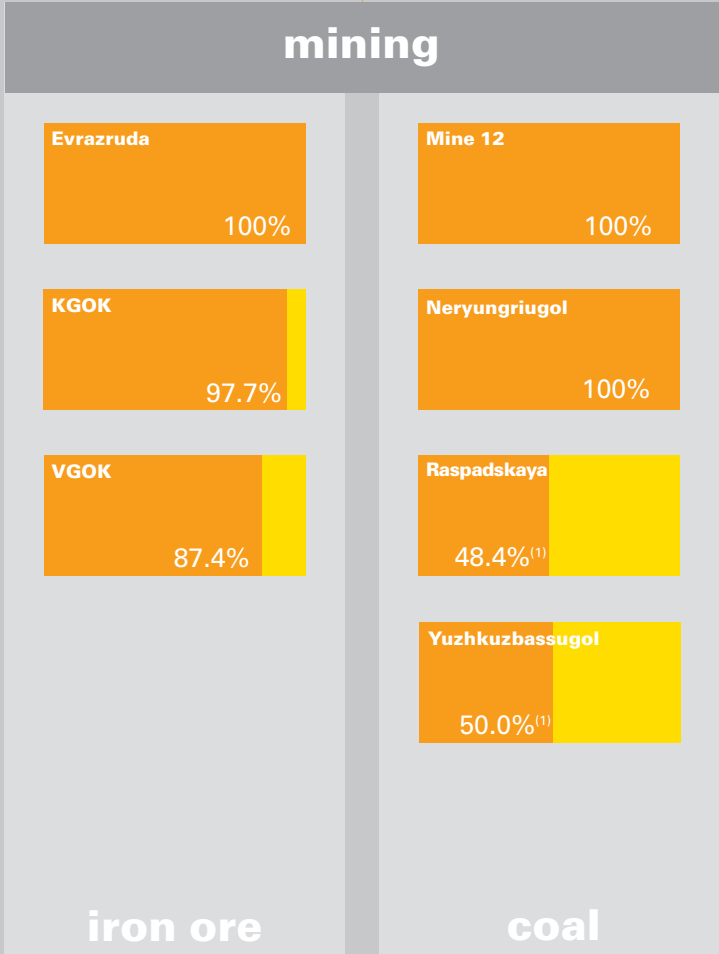 mining
Evrazruda
100%
KGOK
97.7%
VGOK
87.4%
iron ore
Mine 12
100%
Neryungriugol
100%
Raspadskaya
48.4%(1)
Yuzhkuzbassugol
50.0%(1)
coal